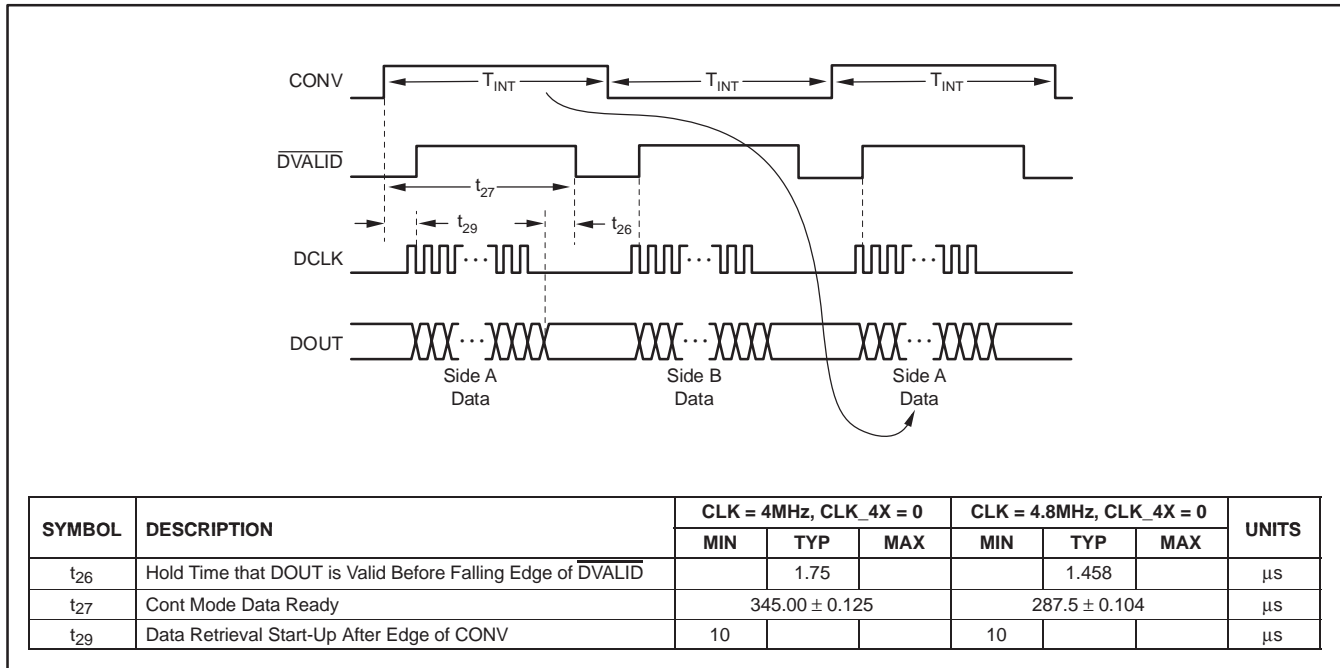 CONV
T_INT T_INT T_INT
DVALID
t27
t29 t26
DCLK
DOUT
Side A Data
Side B Data
Side A Data
SYMBOL DESCRIPTION CLK = 4MHz, CLK_4X = 0 CLK = 4.8MHz, CLK_4X = 0 UNITS
MIN TYP MAX MIN TYP MAX
t26 Hold Time that DOUT is Valid Before Falling Edge of DVALID 1.75 1.458 μs
t27 Cont Mode Data Ready 345.00 ± 0.125 287.5 ± 0.104 μs
t29 Data Retrieval Start-Up After Edge of CONV 10 10 μs